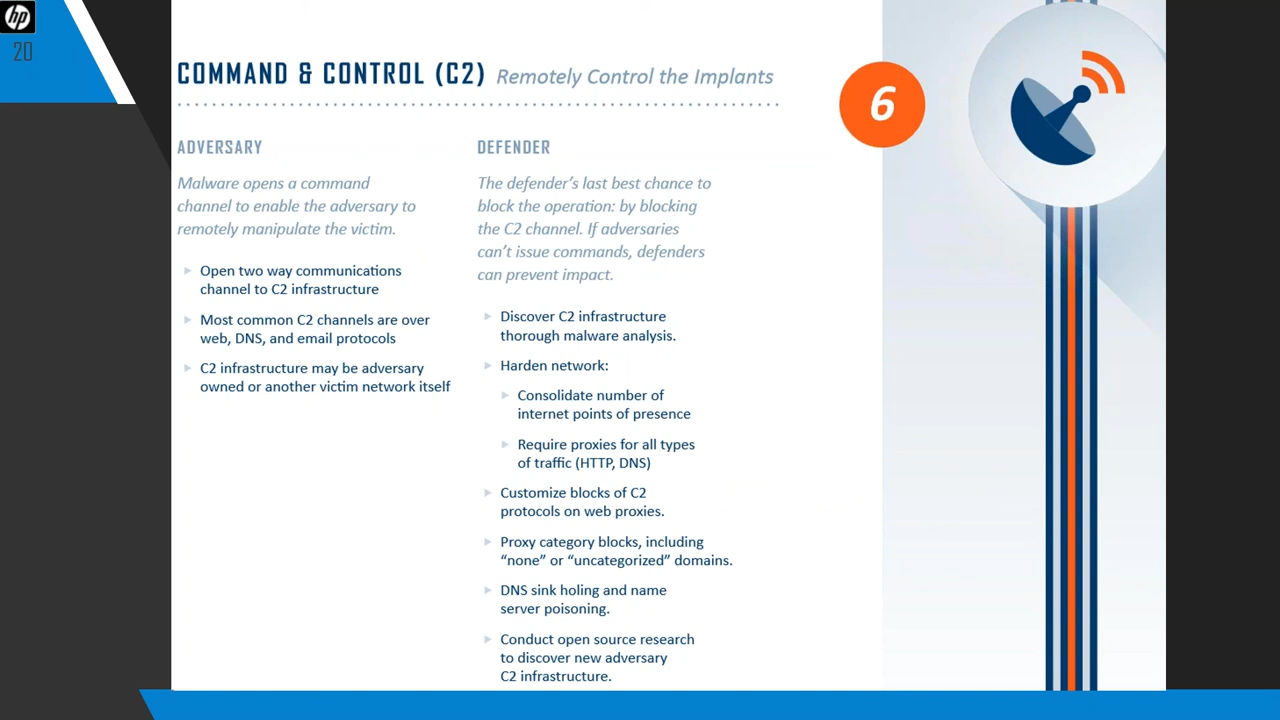 hp
20
COMMAND & CONTROL (C2) Remotely Control the Implants
6
ADVERSARY
Malware opens a command
channel to enable the adversary to
remotely manipulate the victim.
Open two way communications
channel to C2 infrastructure
Most common C2 channels are over
web, DNS, and email protocols
C2 infrastructure may be adversary
owned or another victim network itself
DEFENDER
The defender's last best chance to
block the operation: by blocking
the C2 channel. If adversaries
can't issue commands, defenders
can prevent impact.
Discover C2 infrastructure
thorough malware analysis.
Harden network:
Consolidate number of
internet points of presence
Require proxies for all types
of traffic (HTTP, DNS)
Customize blocks of C2
protocols on web proxies.
Proxy category blocks, including
“none” or “uncategorized” domains.
DNS sink holing and name
server poisoning.
Conduct open source research
to discover new adversary
C2 infrastructure.